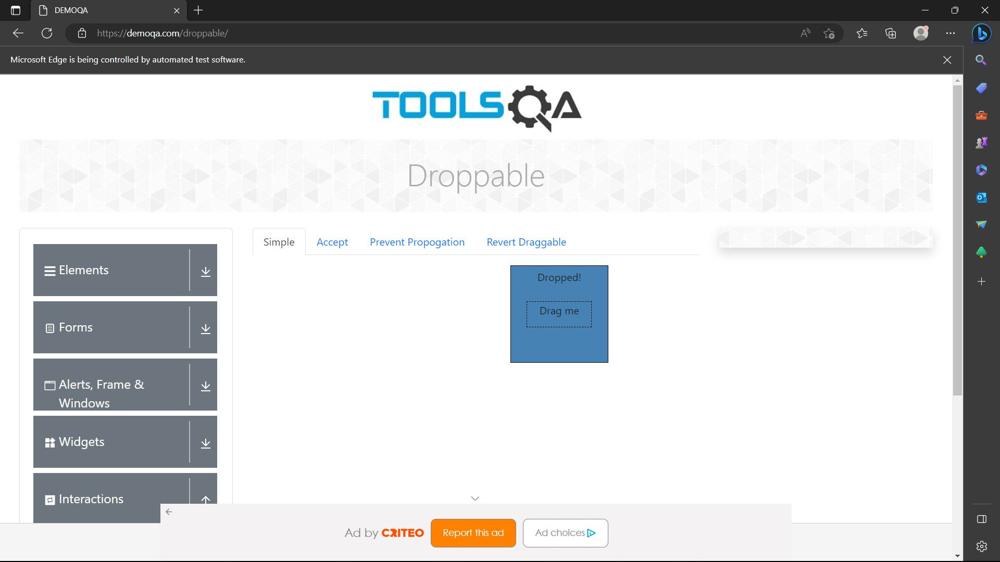 DEMOQA
https://demoqa.com/droppable/
Microsoft Edge is being controlled by automated test software.
TOOLSQA
Droppable
Simple Accept Prevent Propogation Revert Draggable
Elements
Forms
Alerts, Frame &
Windows
Widgets
Interactions
Dropped!
Drag me
Ad by CRITEO Report this ad Ad choices